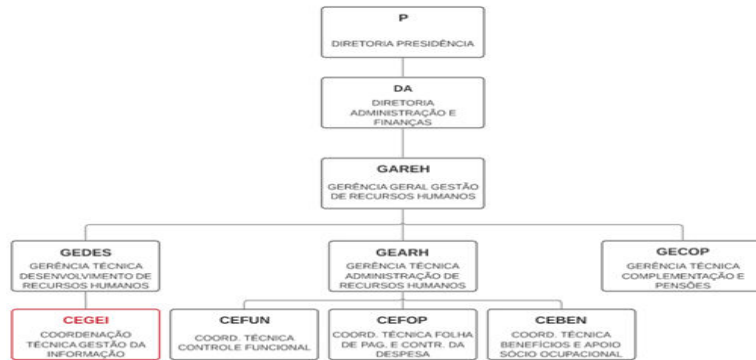 P
DIRETORIA PRESIDÊNCIA
DA
DIRETORIA
ADMINISTRAÇÃO E
FINANÇAS
GAREH
GERÊNCIA GERAL GESTÃO
DE RECURSOS HUMANOS
GEDES
GERÊNCIA TÉCNICA
DESENVOLVIMENTO DE
RECURSOS HUMANOS
GEARH
GERÊNCIA TÉCNICA
ADMINISTRAÇÃO DE
RECURSOS HUMANOS
GECOP
GERÊNCIA TÉCNICA
COMPLEMENTAÇÃO E
PENSÕES
CEGEI
COORDENAÇÃO
TÉCNICA GESTÃO DA
INFORMAÇÃO
CEFUN
COORD. TÉCNICA
CONTROLE FUNCIONAL
CEFOP
COORD. TÉCNICA FOLHA
DE PAG. E CONTR. DA
DESPESA
CEBEN
COORD. TÉCNICA
BENEFÍCIOS E APOIO
SÓCIO OCUPACIONAL